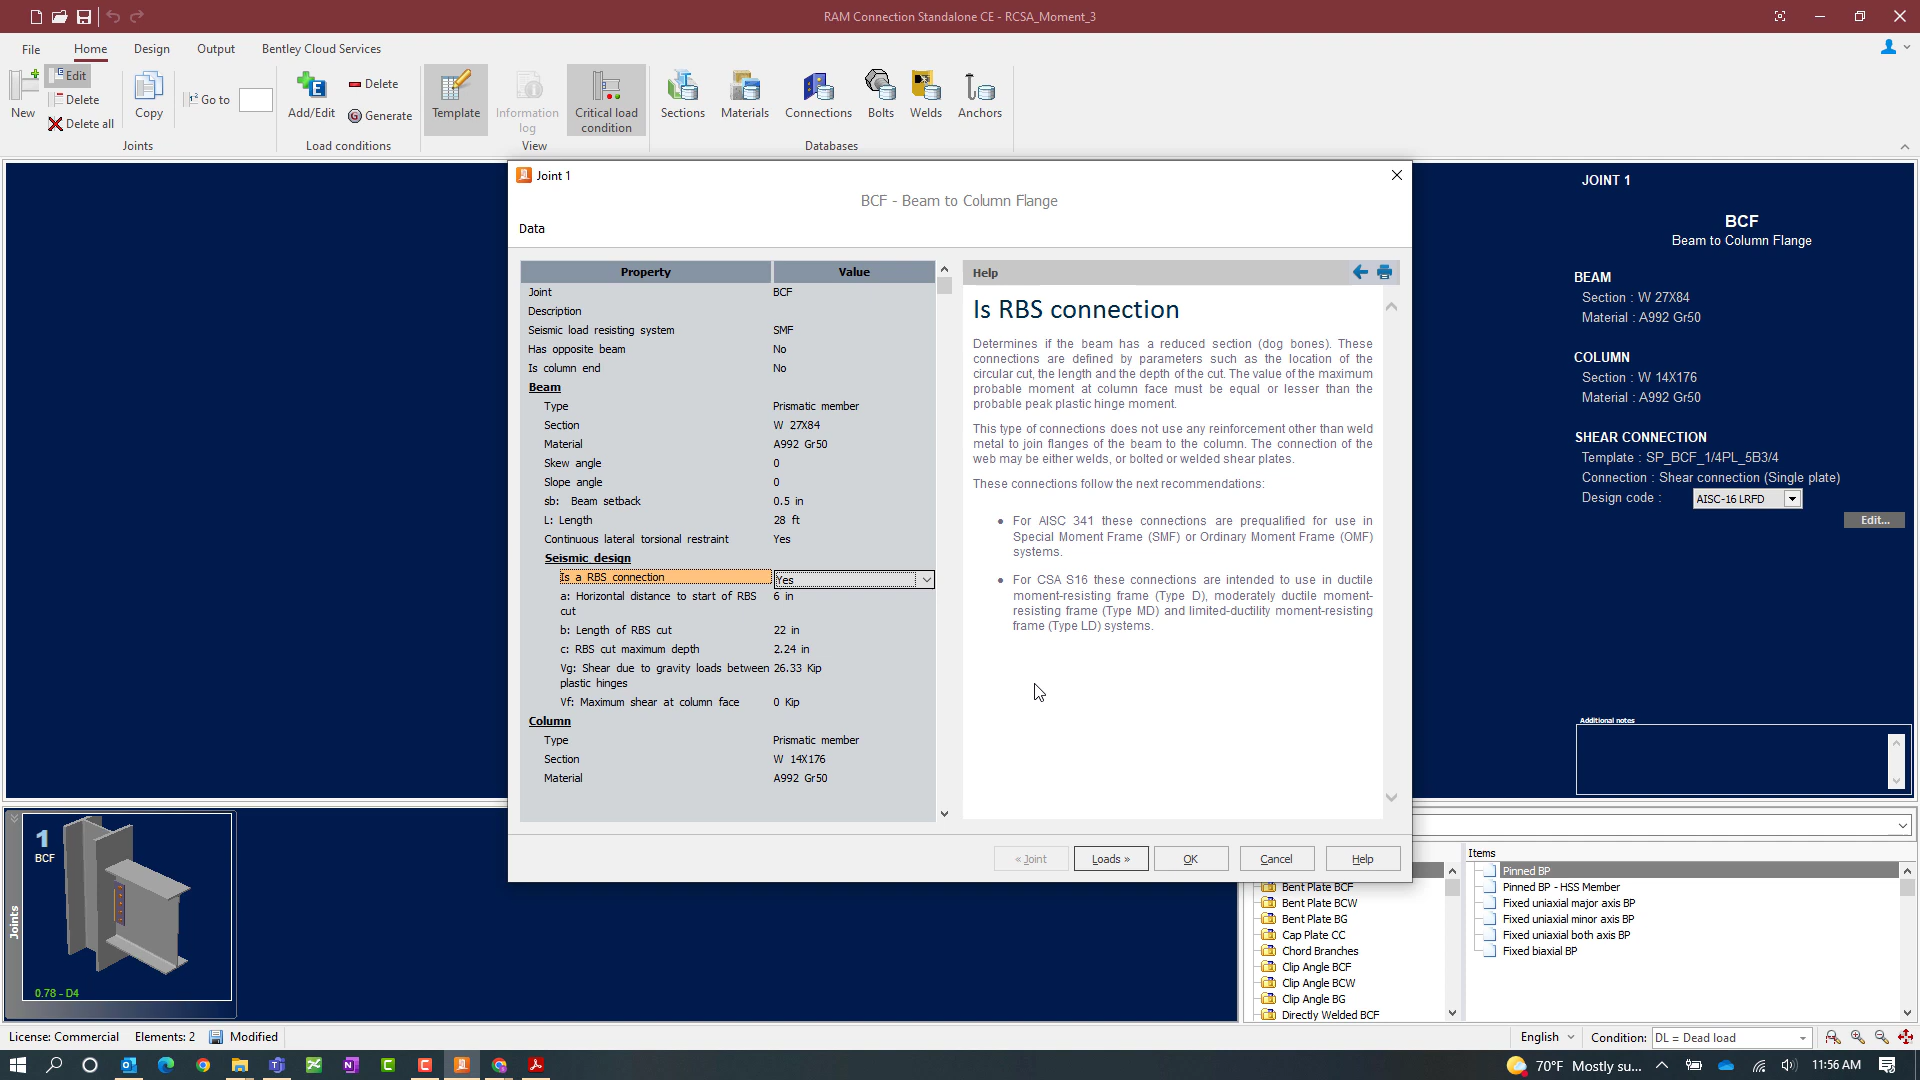 RAM Connection Standalone CE - RCSA_Moment_3
File
Home
Design
Output
Bentley Cloud Services
New
Edit
Delete
Delete all
Copy
Go to
Joints
Add/Edit
Delete
Generate
Load conditions
Template
Information log
Critical load condition
View
Sections
Materials
Connections
Bolts
Welds
Anchors
Databases
Joint 1
BCF - Beam to Column Flange
Data
Property Value
Joint BCF
Description
Seismic load resisting system SMF
Has opposite beam No
Is column end No
Beam
Type Prismatic member
Section W 27X84
Material A992 Gr50
Skew angle 0
Slope angle 0
sb: Beam setback 0.5 in
L: Length 28 ft
Continuous lateral torsional restraint Yes
Seismic design
Is a RBS connection Yes
a: Horizontal distance to start of RBS 6 in
cut
b: Length of RBS cut 22 in
c: RBS cut maximum depth 2.24 in
Vg: Shear due to gravity loads between 26.33 Kip
plastic hinges
Vf: Maximum shear at column face 0 Kip
Column
Type Prismatic member
Section W 14X176
Material A992 Gr50
Help
Is RBS connection
Determines if the beam has a reduced section (dog bones). These
connections are defined by parameters such as the location of the
circular cut, the length and the depth of the cut. The value of the maximum
probable moment at column face must be equal or lesser than the
probable peak plastic hinge moment.
This type of connections does not use any reinforcement other than weld
metal to join flanges of the beam to the column. The connection of the
web may be either welds, or bolted or welded shear plates.
These connections follow the next recommendations:
• For AISC 341 these connections are prequalified for use in
Special Moment Frame (SMF) or Ordinary Moment Frame (OMF)
systems.
• For CSA S16 these connections are intended to use in ductile
moment-resisting frame (Type D), moderately ductile moment-
resisting frame (Type MD) and limited-ductility moment-resisting
frame (Type LD) systems.
« Joint
Loads »
OK
Cancel
Help
JOINT 1
BCF
Beam to Column Flange
BEAM
Section : W 27X84
Material : A992 Gr50
COLUMN
Section : W 14X176
Material : A992 Gr50
SHEAR CONNECTION
Template : SP_BCF_1/4PL_5B3/4
Connection : Shear connection (Single plate)
Design code : AISC-16 LRFD
Edit...
Additional notes
Joints
1
BCF
0.78 - D4
Bent Plate BCF
Bent Plate BCW
Bent Plate BG
Cap Plate CC
Chord Branches
Clip Angle BCF
Clip Angle BCW
Clip Angle BG
Directly Welded BCF
Items
Pinned BP
Pinned BP - HSS Member
Fixed uniaxial major axis BP
Fixed uniaxial minor axis BP
Fixed uniaxial both axis BP
Fixed biaxial BP
License: Commercial
Elements: 2
Modified
English
Condition: DL = Dead load
70°F Mostly su...
11:56 AM